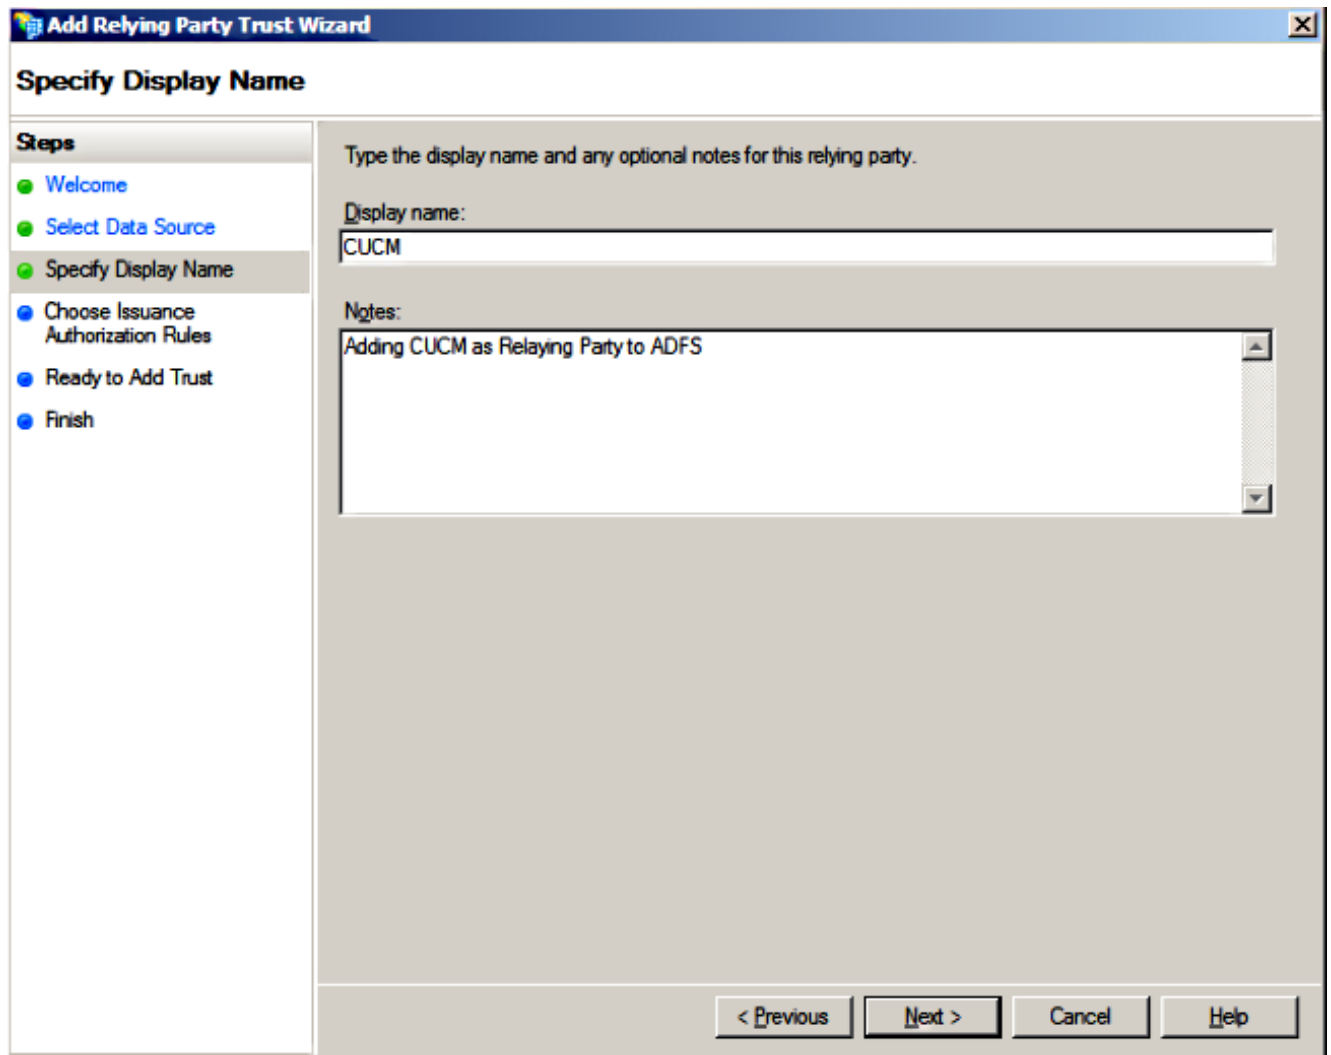 Add Relying Party Trust Wizard
Specify Display Name
Steps
Welcome
Select Data Source
Specify Display Name
Choose Issuance
Authorization Rules
Ready to Add Trust
Finish
Type the display name and any optional notes for this relying party.
Display name:
CUCM
Notes:
Adding CUCM as Relaying Party to ADFS
< Previous
Next >
Cancel
Help